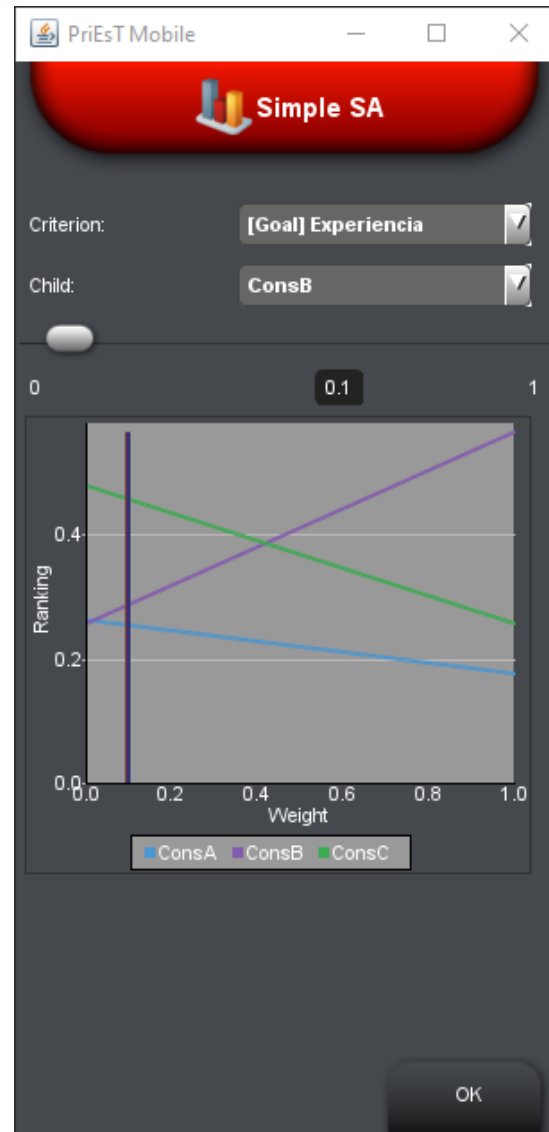 PriEsT Mobile
Simple SA
Criterion: [Goal] Experiencia
Child: ConsB
0 0.1 1
Ranking
0.4
0.2
0.0
0.0 0.2 0.4 0.6 0.8 1.0
Weight
ConsA ConsB ConsC
OK